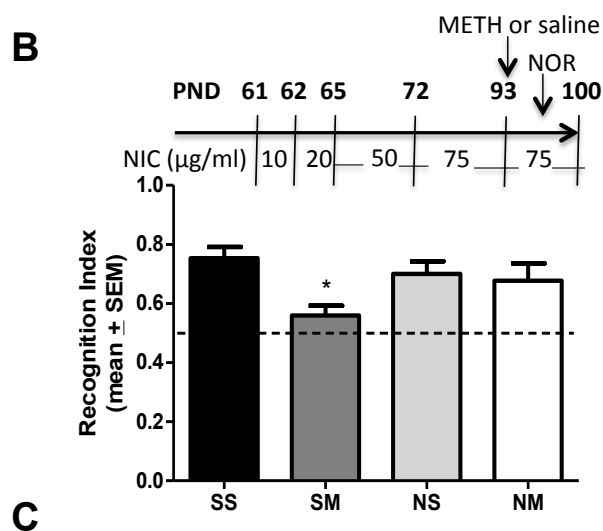 B
METH or saline
NOR
PND 61 62 65 72 93 100
NIC (µg/ml) 10 20 50 75 75
1.0
0.8
0.6
0.4
0.2
0.0
Recognition Index
(mean ± SEM)
*
SS SM NS NM
C